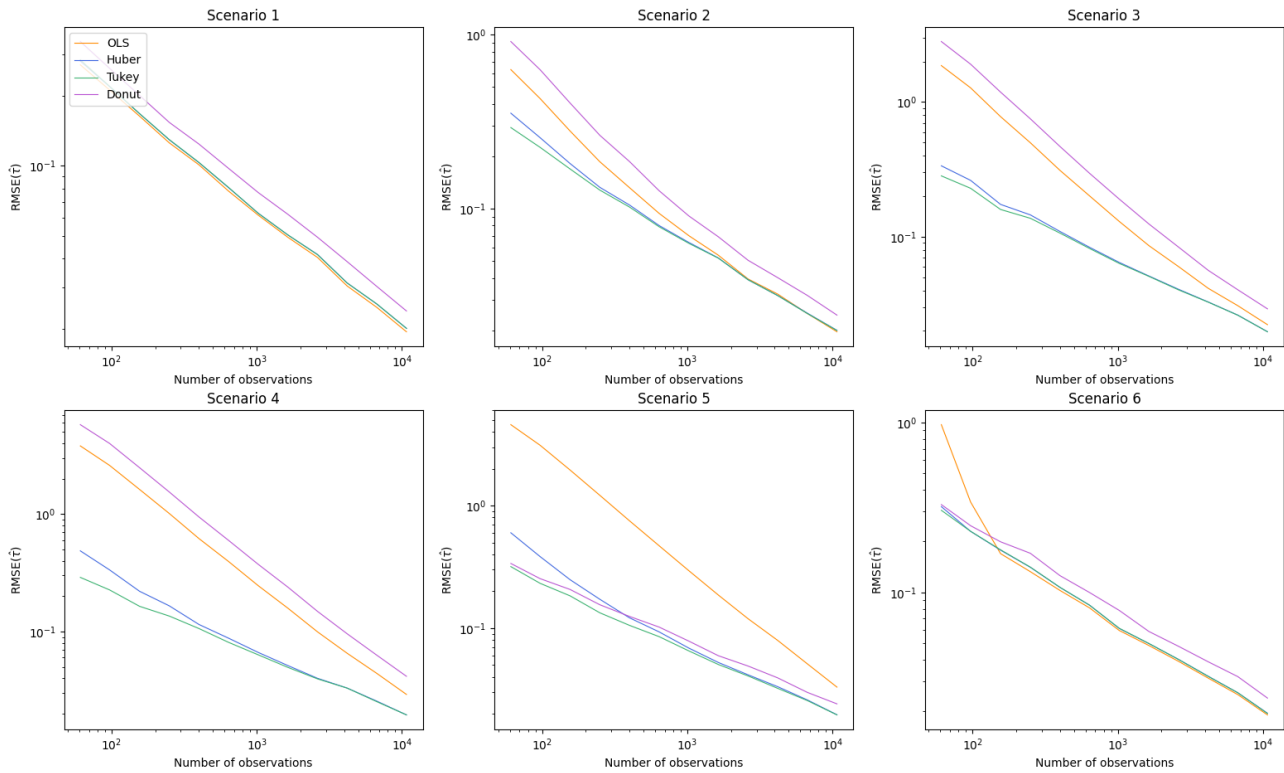 Scenario 1
OLS
Huber
Tukey
Donut
10⁻¹
RMSE(τ̂)
10² 10³ 10⁴
Number of observations
Scenario 2
10⁰
10⁻¹
RMSE(τ̂)
10² 10³ 10⁴
Number of observations
Scenario 3
10⁰
10⁻¹
RMSE(τ̂)
10² 10³ 10⁴
Number of observations
Scenario 4
10⁰
10⁻¹
RMSE(τ̂)
10² 10³ 10⁴
Number of observations
Scenario 5
10⁰
10⁻¹
RMSE(τ̂)
10² 10³ 10⁴
Number of observations
Scenario 6
10⁰
10⁻¹
RMSE(τ̂)
10² 10³ 10⁴
Number of observations